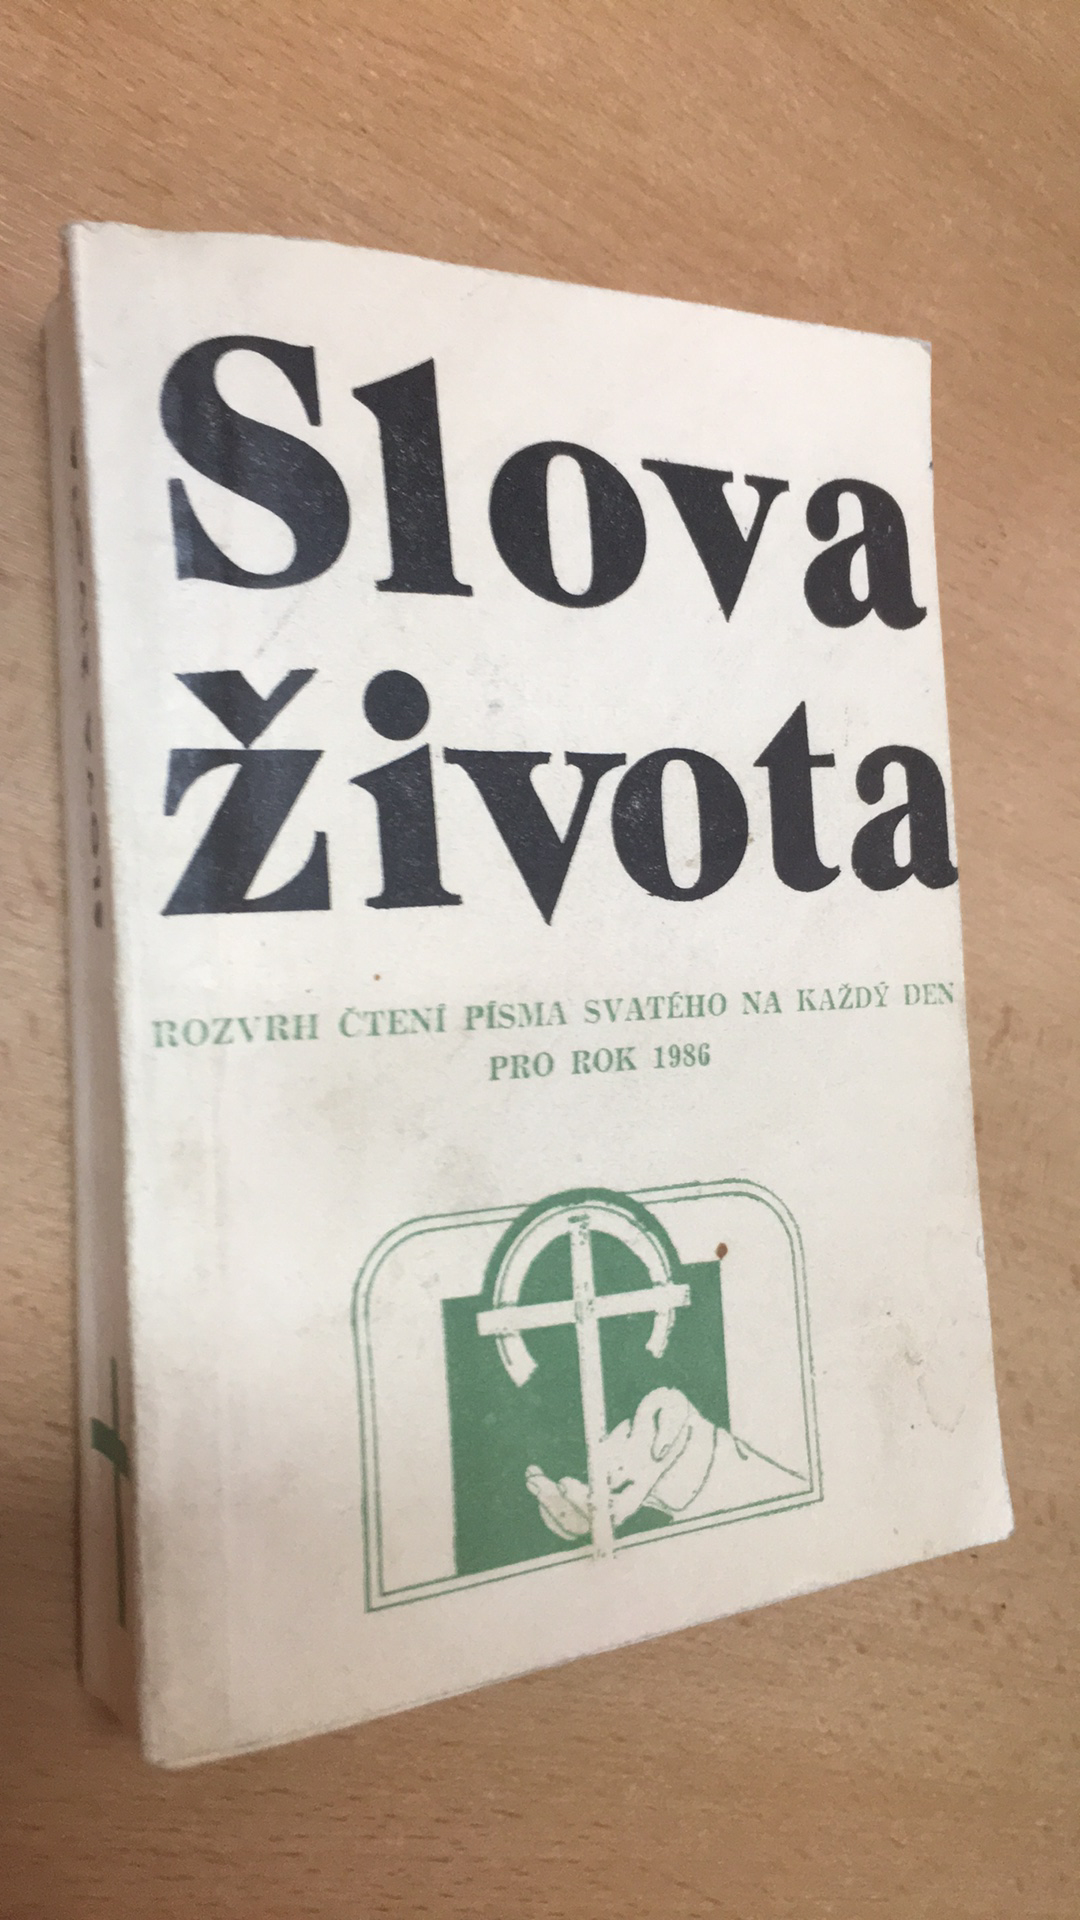 Slova
života
ROZVRH ČTENÍ PÍSMA SVATÉHO NA KAŽDÝ DEN
PRO ROK 1986